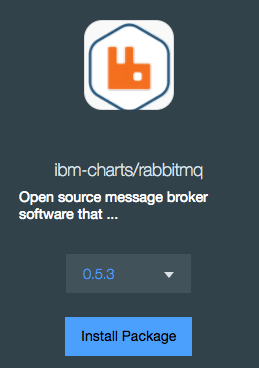 ibm-charts/rabbitmq
Open source message broker
software that ...
0.5.3
Install Package